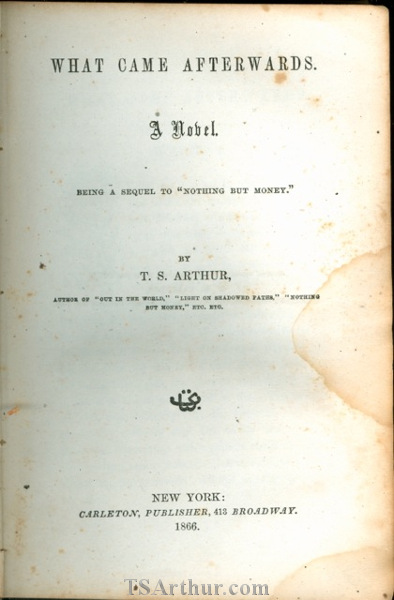 WHAT CAME AFTERWARDS.
A Novel.
BEING A SEQUEL TO "NOTHING BUT MONEY."
BY
T. S. ARTHUR,
AUTHOR OF "OUT IN THE WORLD," "LIGHT ON SHADOWED PATHS," "NOTHING
BUT MONEY," ETC. ETC.
NEW YORK:
CARLETON, PUBLISHER, 413 BROADWAY.
1866.
TSArthur.com